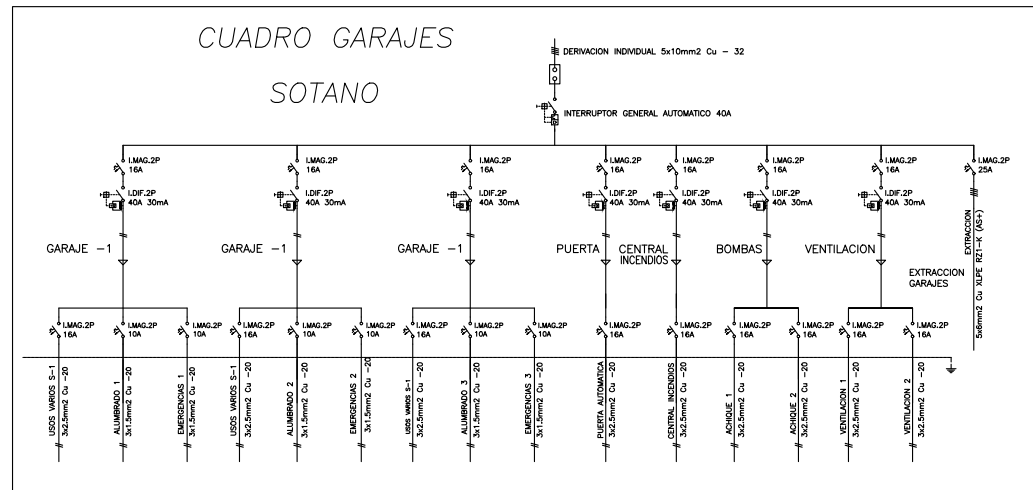 CUADRO GARAJES
SOTANO
DERIVACION INDIVIDUAL 5x10mm2 Cu - 32
INTERRUPTOR GENERAL AUTOMATICO 40A
I.MAG.2P
16A
I.MAG.2P
16A
I.MAG.2P
16A
I.MAG.2P
16A
I.MAG.2P
16A
I.MAG.2P
16A
I.MAG.2P
16A
I.MAG.2P
25A
I.DIF.2P
40A 30mA
I.DIF.2P
40A 30mA
I.DIF.2P
40A 30mA
I.DIF.2P
40A 30mA
I.DIF.2P
40A 30mA
I.DIF.2P
40A 30mA
I.DIF.2P
40A 30mA
GARAJE -1
GARAJE -1
GARAJE -1
PUERTA
CENTRAL
INCENDIOS
BOMBAS
VENTILACION
EXTRACCION
GARAJES
EXTRACCION
5x6mm2 Cu XLPE RZ1-K (AS+)
I.MAG.2P
16A
I.MAG.2P
10A
I.MAG.2P
10A
I.MAG.2P
16A
I.MAG.2P
10A
I.MAG.2P
10A
I.MAG.2P
16A
I.MAG.2P
10A
I.MAG.2P
10A
I.MAG.2P
16A
I.MAG.2P
16A
I.MAG.2P
16A
I.MAG.2P
16A
I.MAG.2P
16A
I.MAG.2P
16A
USOS VARIOS S-1
3x2.5mm2 Cu -20
ALUMBRADO 1
3x1.5mm2 Cu -20
EMERGENCIAS 1
3x1.5mm2 Cu -20
USOS VARIOS S-1
3x2.5mm2 Cu -20
ALUMBRADO 2
3x1.5mm2 Cu -20
EMERGENCIAS 2
3x1.5mm2 Cu -20
USOS VARIOS S-1
3x2.5mm2 Cu -20
ALUMBRADO 3
3x1.5mm2 Cu -20
EMERGENCIAS 3
3x1.5mm2 Cu -20
PUERTA AUTOMATICA
3x2.5mm2 Cu -20
CENTRAL INCENDIOS
3x2.5mm2 Cu -20
ACHIQUE 1
3x2.5mm2 Cu -20
ACHIQUE 2
3x2.5mm2 Cu -20
VENTILACION 1
3x2.5mm2 Cu -20
VENTILACION 2
3x2.5mm2 Cu -20